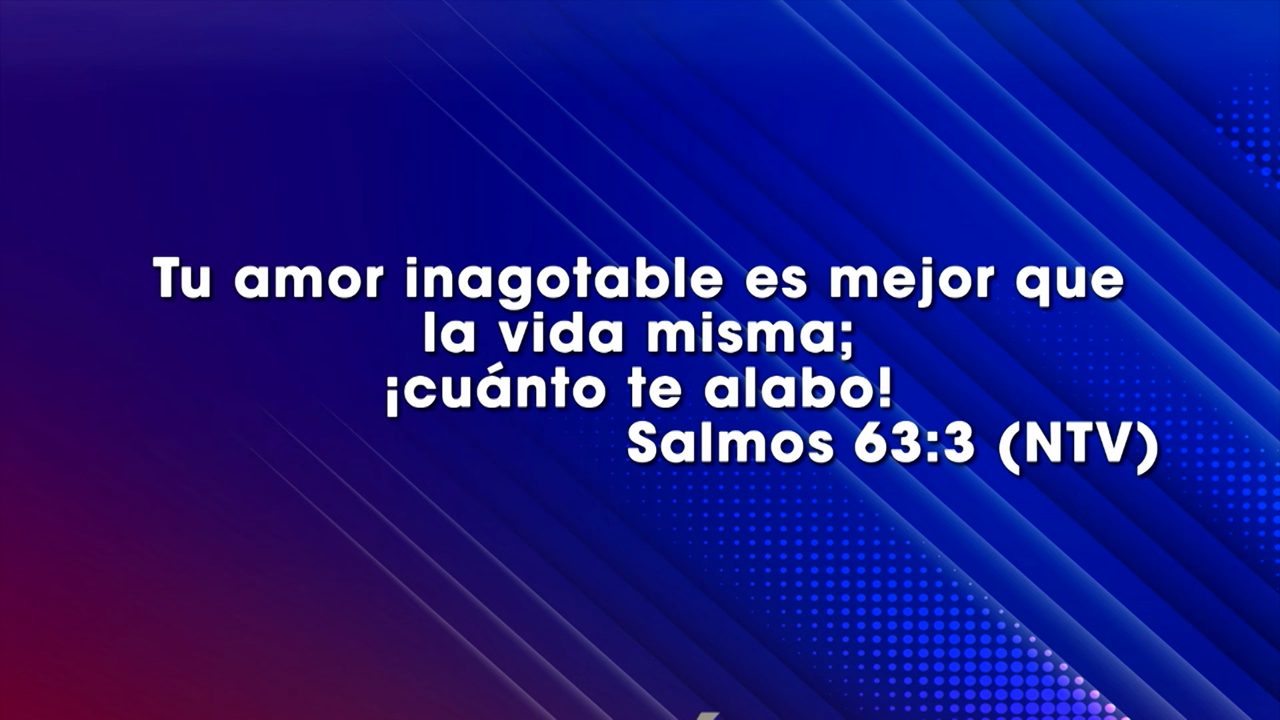 Tu amor inagotable es mejor que
la vida misma;
¡cuánto te alabo!
Salmos 63:3 (NTV)